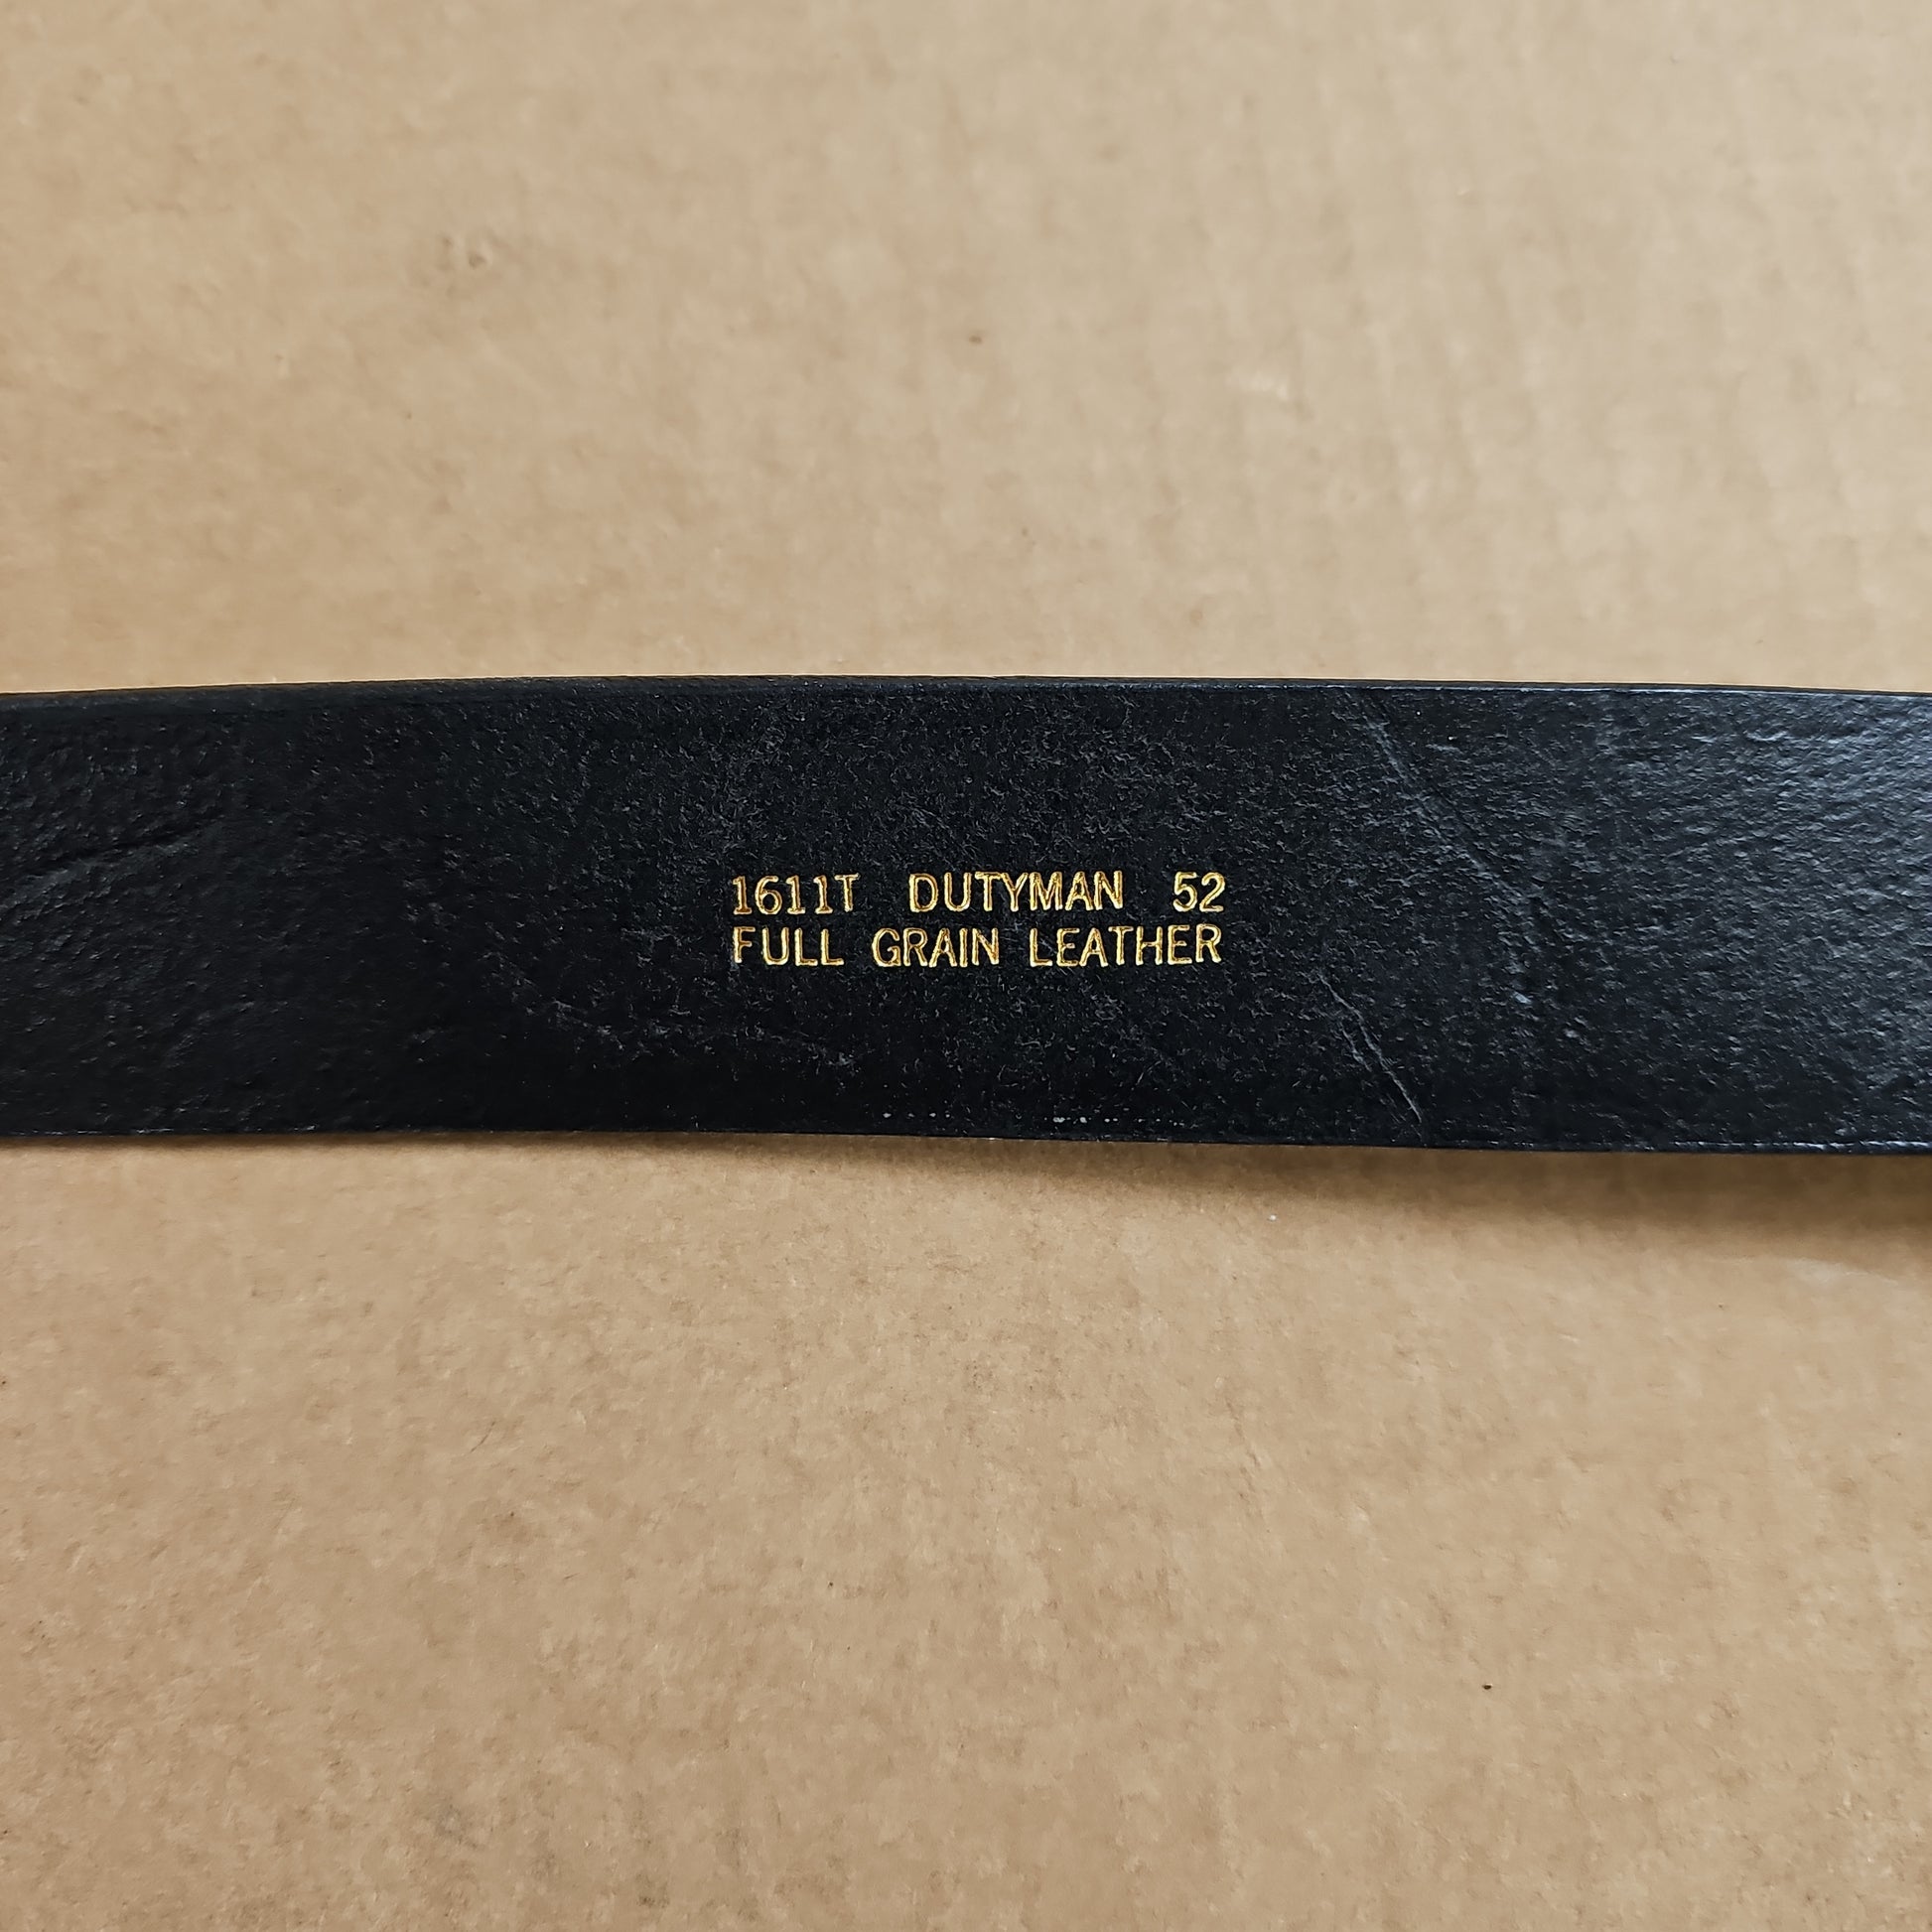 1611T DUTYMAN 52
FULL GRAIN LEATHER